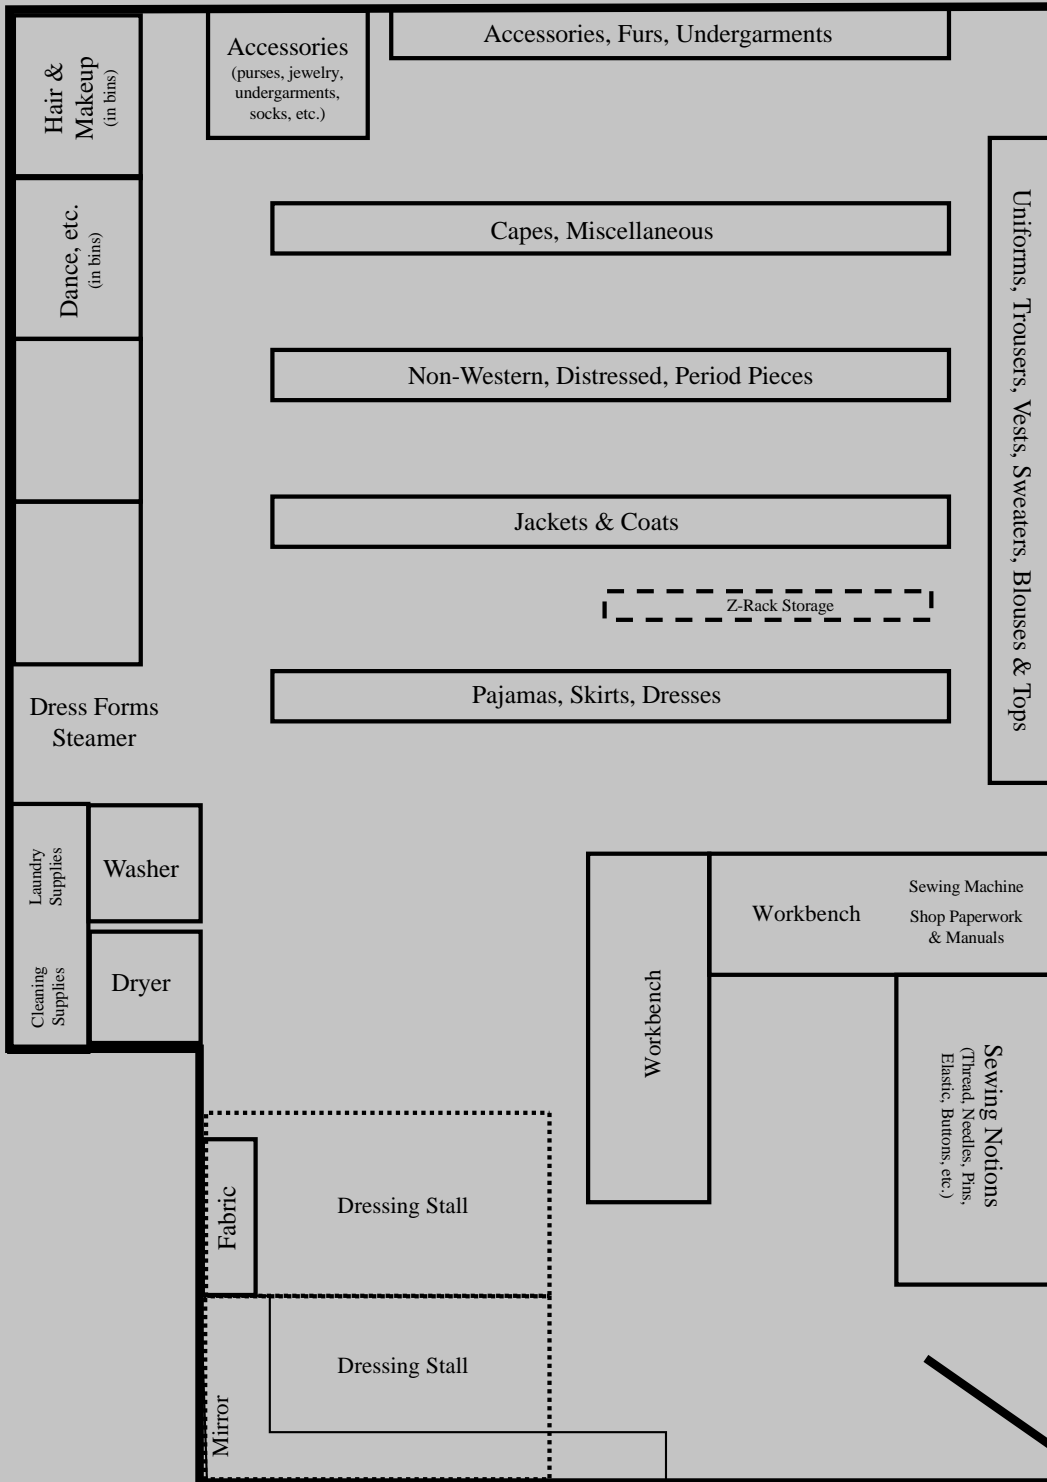 Hair &
Makeup
(in bins)
Accessories
(purses, jewelry,
undergarments,
socks, etc.)
Accessories, Furs, Undergarments
Dance, etc.
(in bins)
Capes, Miscellaneous
Uniforms, Trousers, Vests, Sweaters, Blouses & Tops
Non-Western, Distressed, Period Pieces
Jackets & Coats
Z-Rack Storage
Pajamas, Skirts, Dresses
Dress Forms
Steamer
Laundry
Supplies
Washer
Cleaning
Supplies
Dryer
Workbench
Sewing Machine
Shop Paperwork
& Manuals
Workbench
Sewing Notions
(Thread, Needles, Pins,
Elastic, Buttons, etc.)
Fabric
Dressing Stall
Dressing Stall
Mirror